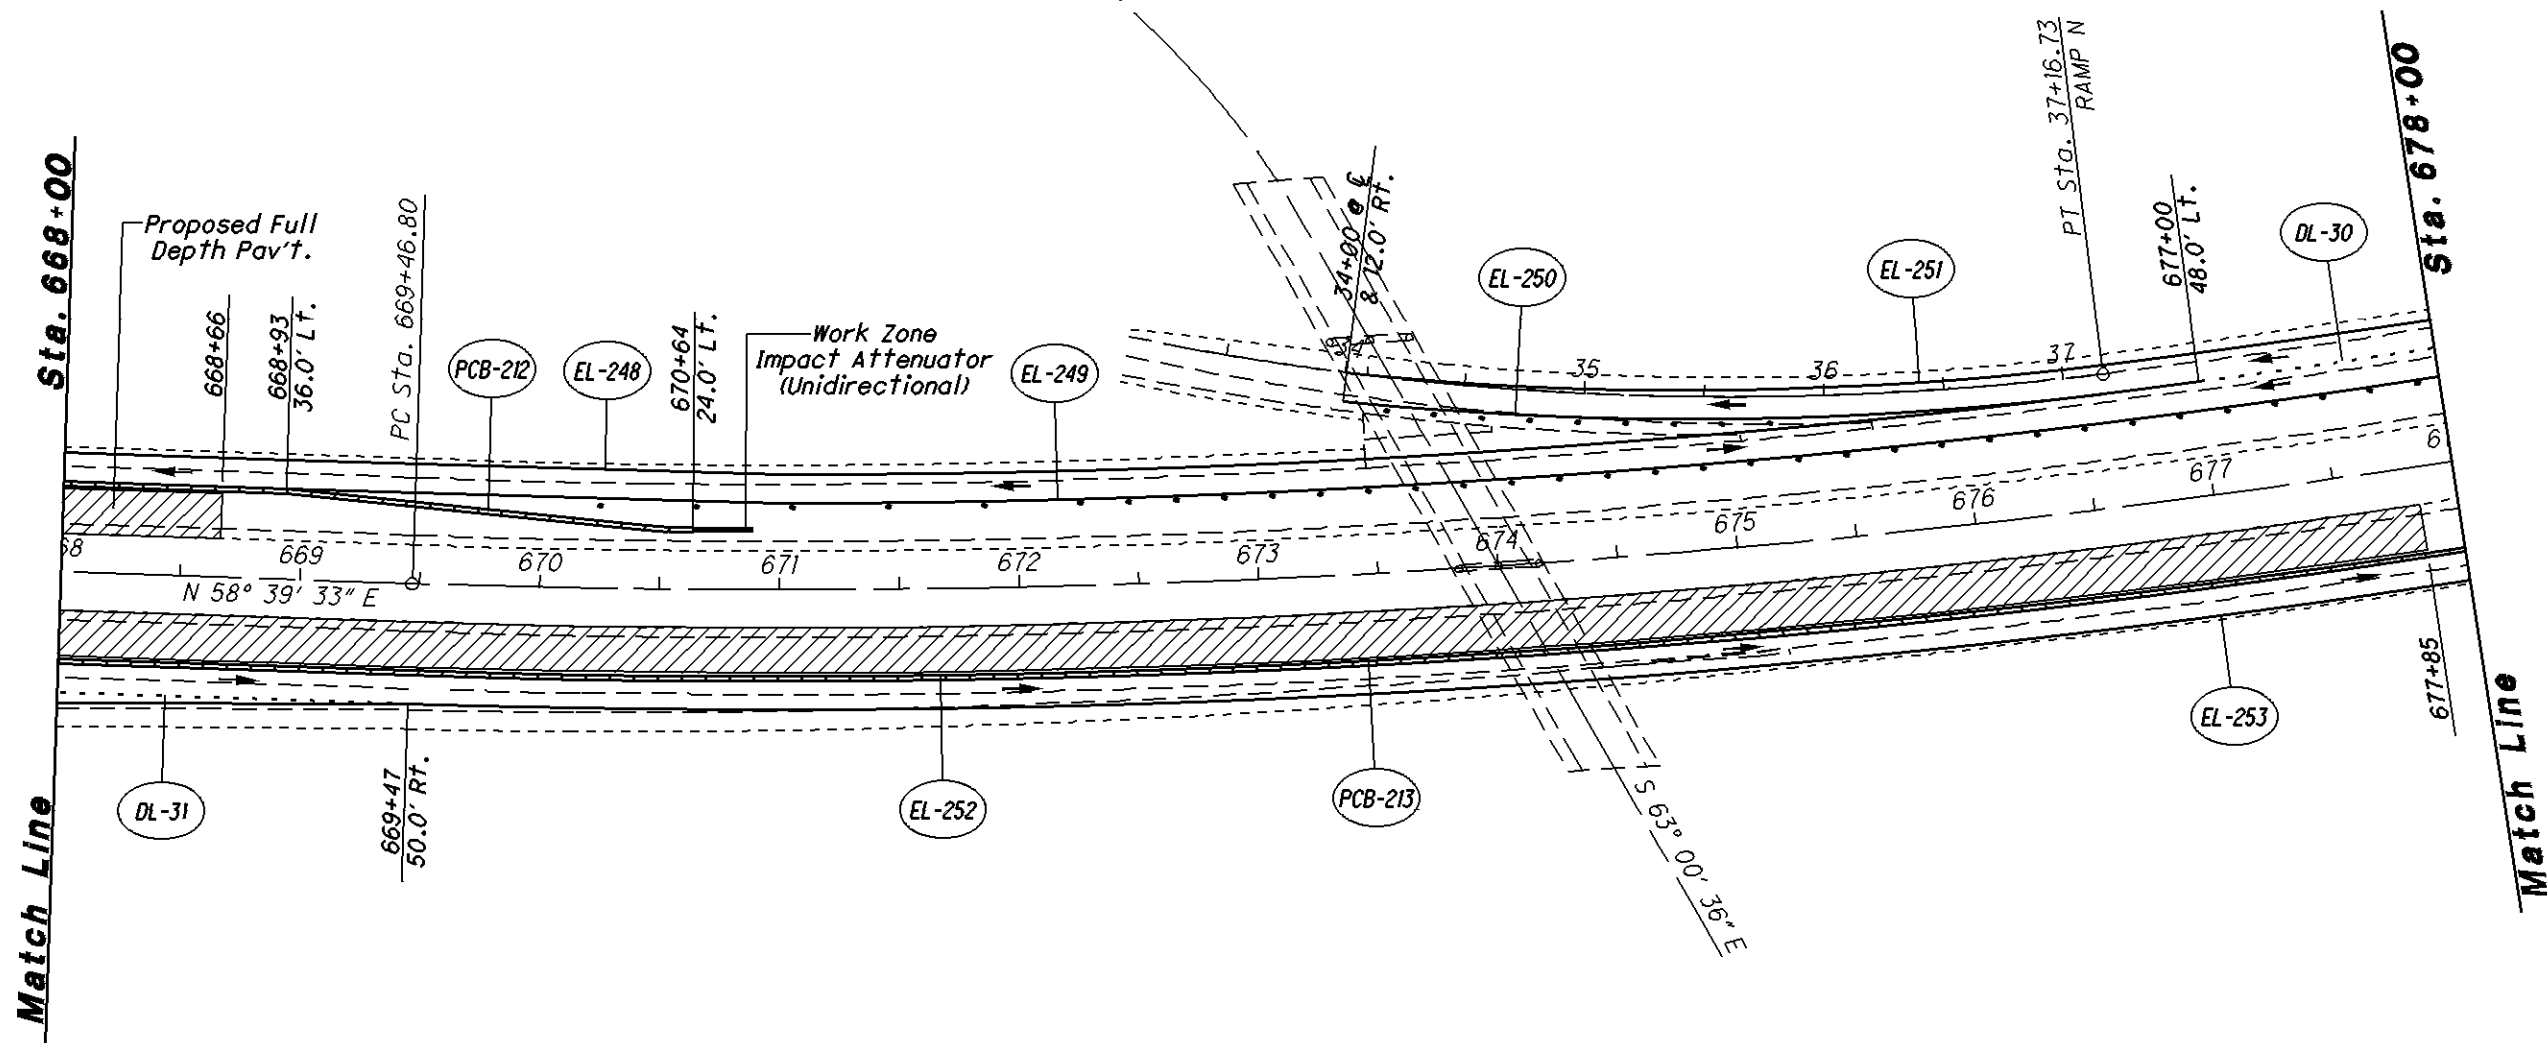 Sta. 668+00
Proposed Full
Depth Pav't.
668+66
668+93
36.0' Lt.
PC Sta. 669+46.80
PCB-212
EL-248
670+64
24.0' Lt.
Work Zone
Impact Attenuator
(Unidirectional)
EL-249
34+00 @ ℄
& 12.0' Rt.
EL-250
EL-251
PT Sta. 37+16.73
RAMP N
677+00
48.0' Lt.
DL-30
Sta. 678+00
34
35
36
37
68
669
670
671
672
673
674
675
676
677
6
N 58° 39' 33" E
DL-31
669+47
50.0' Rt.
EL-252
PCB-213
S 63° 00' 36" E
EL-253
677+85
Match Line
Match Line